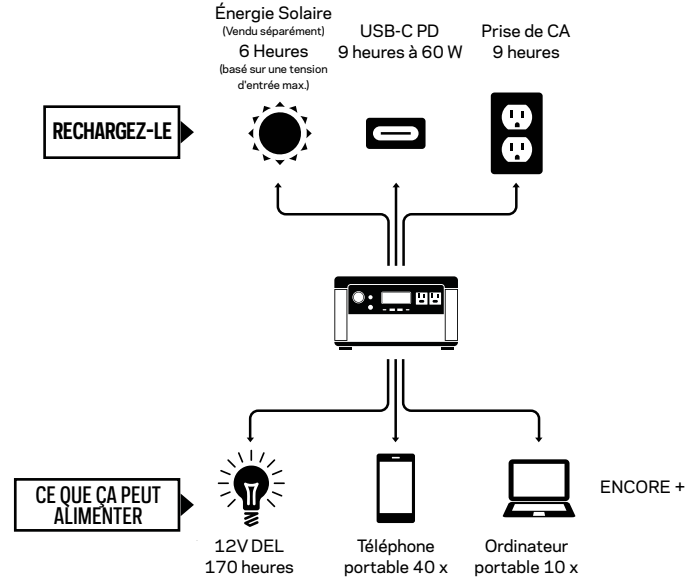 Énergie Solaire
(Vendu séparément)
6 Heures
(basé sur une tension
d'entrée max.)
USB-C PD
9 heures à 60 W
Prise de CA
9 heures
RECHARGEZ-LE
CE QUE ÇA PEUT
ALIMENTER
12V DEL
170 heures
Téléphone
portable 40 x
Ordinateur
portable 10 x
ENCORE +